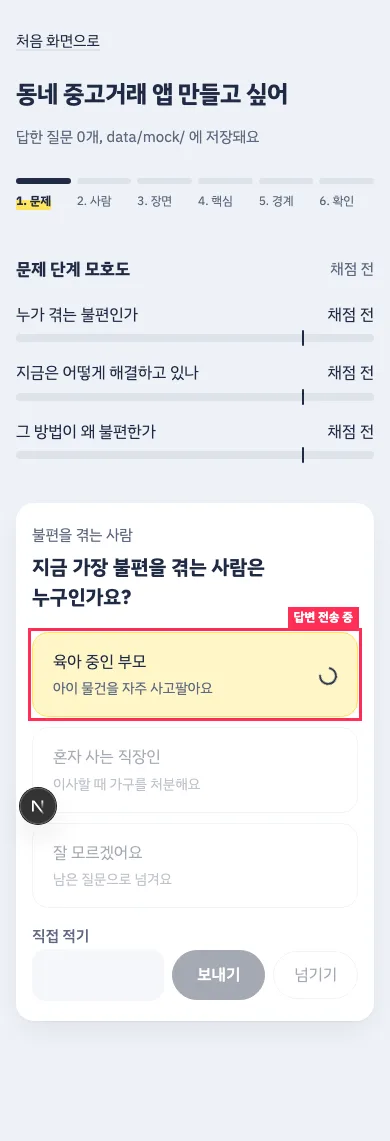 처음 화면으로
동네 중고거래 앱 만들고 싶어
답한 질문 0개, data/mock/ 에 저장돼요
1. 문제
2. 사람
3. 장면
4. 핵심
5. 경계
6. 확인
문제 단계 모호도
채점 전
누가 겪는 불편인가
채점 전
지금은 어떻게 해결하고 있나
채점 전
그 방법이 왜 불편한가
채점 전
불편을 겪는 사람
지금 가장 불편을 겪는 사람은
누구인가요?
답변 전송 중
육아 중인 부모
아이 물건을 자주 사고팔아요
혼자 사는 직장인
이사할 때 가구를 처분해요
N
잘 모르겠어요
남은 질문으로 넘겨요
직접 적기
보내기
넘기기